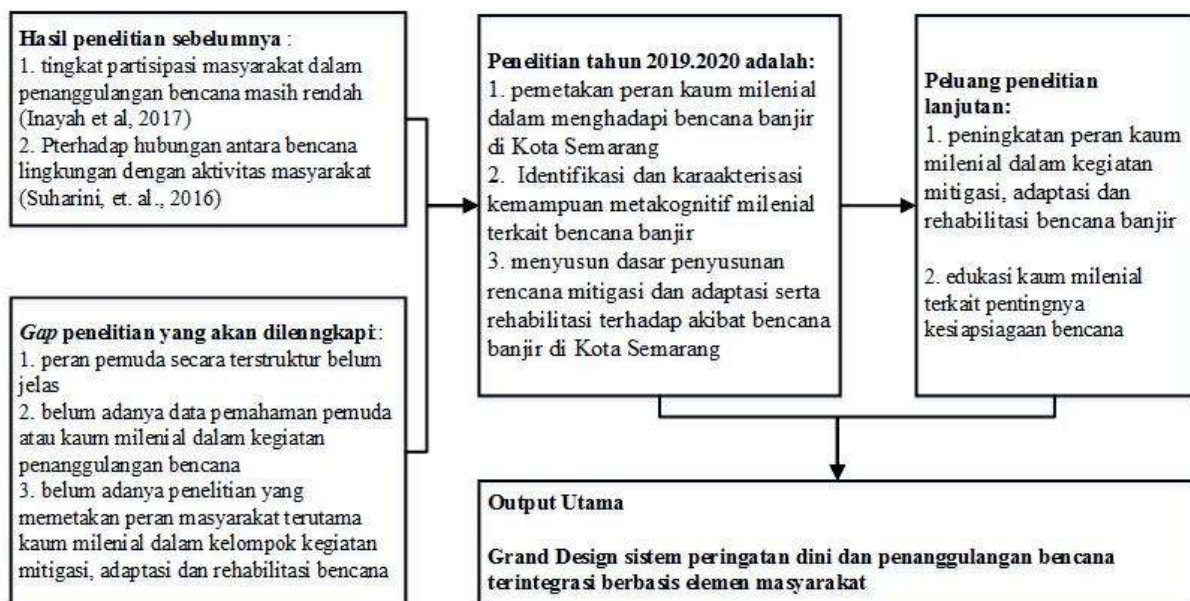 Hasil penelitian sebelumnya :
1. tingkat partisipasi masyarakat dalam
penanggulangan bencana masih rendah
(Inayah et al, 2017)
2. Pterhadap hubungan antara bencana
lingkungan dengan aktivitas masyarakat
(Suharini, et. al., 2016)
Gap penelitian yang akan dilenngkapi:
1. peran pemuda secara terstruktur belum
jelas
2. belum adanya data pemahaman pemuda
atau kaum milenial dalam kegiatan
penanggulangan bencana
3. belum adanya penelitian yang
memetakan peran masyarakat terutama
kaum milenial dalam kelompok kegiatan
mitigasi, adaptasi dan rehabilitasi bencana
Penelitian tahun 2019.2020 adalah:
1. pemetakan peran kaum milenial
dalam menghadapi bencana banjir
di Kota Semarang
2. Identifikasi dan karaakterisasi
kemampuan metakognitif milenial
terkait bencana banjir
3. menyusun dasar penyusunan
rencana mitigasi dan adaptasi serta
rehabilitasi terhadap akibat bencana
banjir di Kota Semarang
Peluang penelitian
lanjutan:
1. peningkatan peran kaum
milenial dalam kegiatan
mitigasi, adaptasi dan
rehabilitasi bencana banjir
2. edukasi kaum milenial
terkait pentingnya
kesiapsiagaan bencana
Output Utama
Grand Design sistem peringatan dini dan penanggulangan bencana
terintegrasi berbasis elemen masyarakat